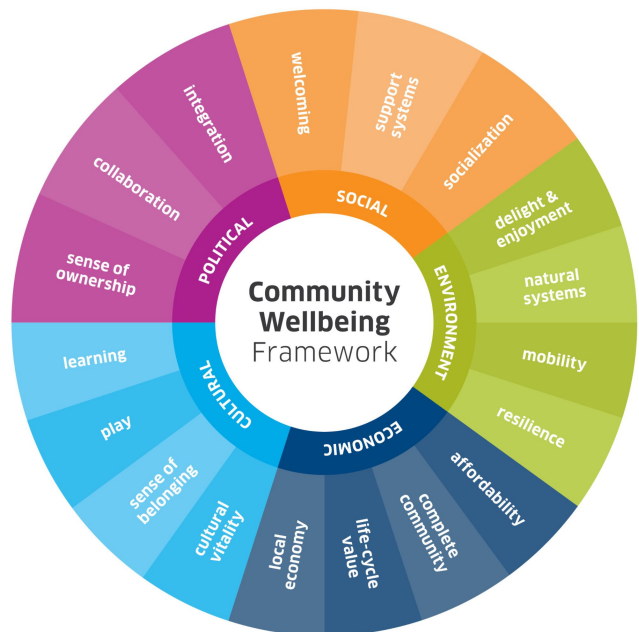 Community
Wellbeing
Framework
SOCIAL
welcoming
support
systems
socialization
ENVIRONMENT
delight &
enjoyment
natural
systems
mobility
resilience
ECONOMIC
affordability
complete
community
life-cycle
value
local
economy
CULTURAL
cultural
vitality
sense of
belonging
play
learning
POLITICAL
sense of
ownership
collaboration
integration